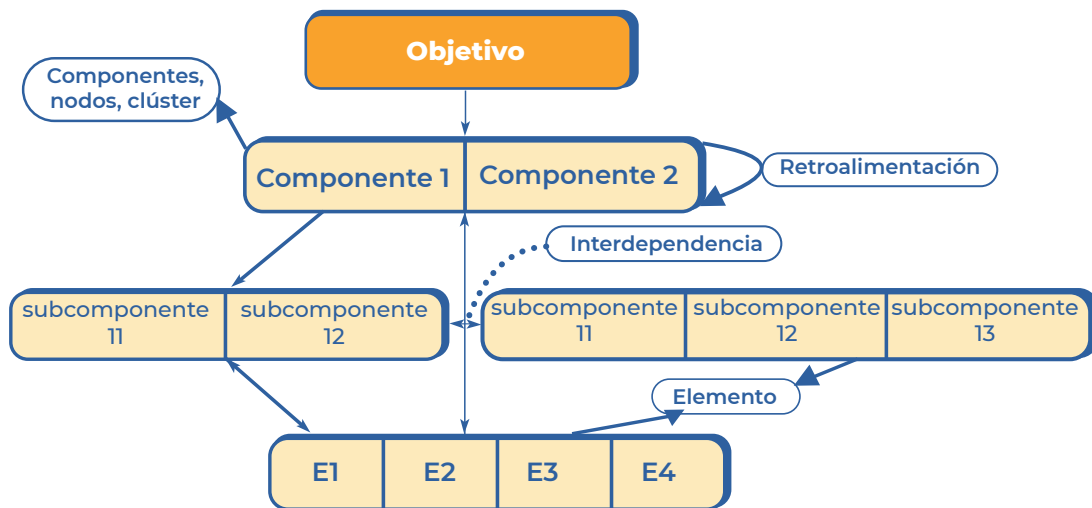 Objetivo
Componentes,
nodos, clúster
Componente 1
Componente 2
Retroalimentación
Interdependencia
subcomponente
11
subcomponente
12
subcomponente
11
subcomponente
12
subcomponente
13
Elemento
E1
E2
E3
E4